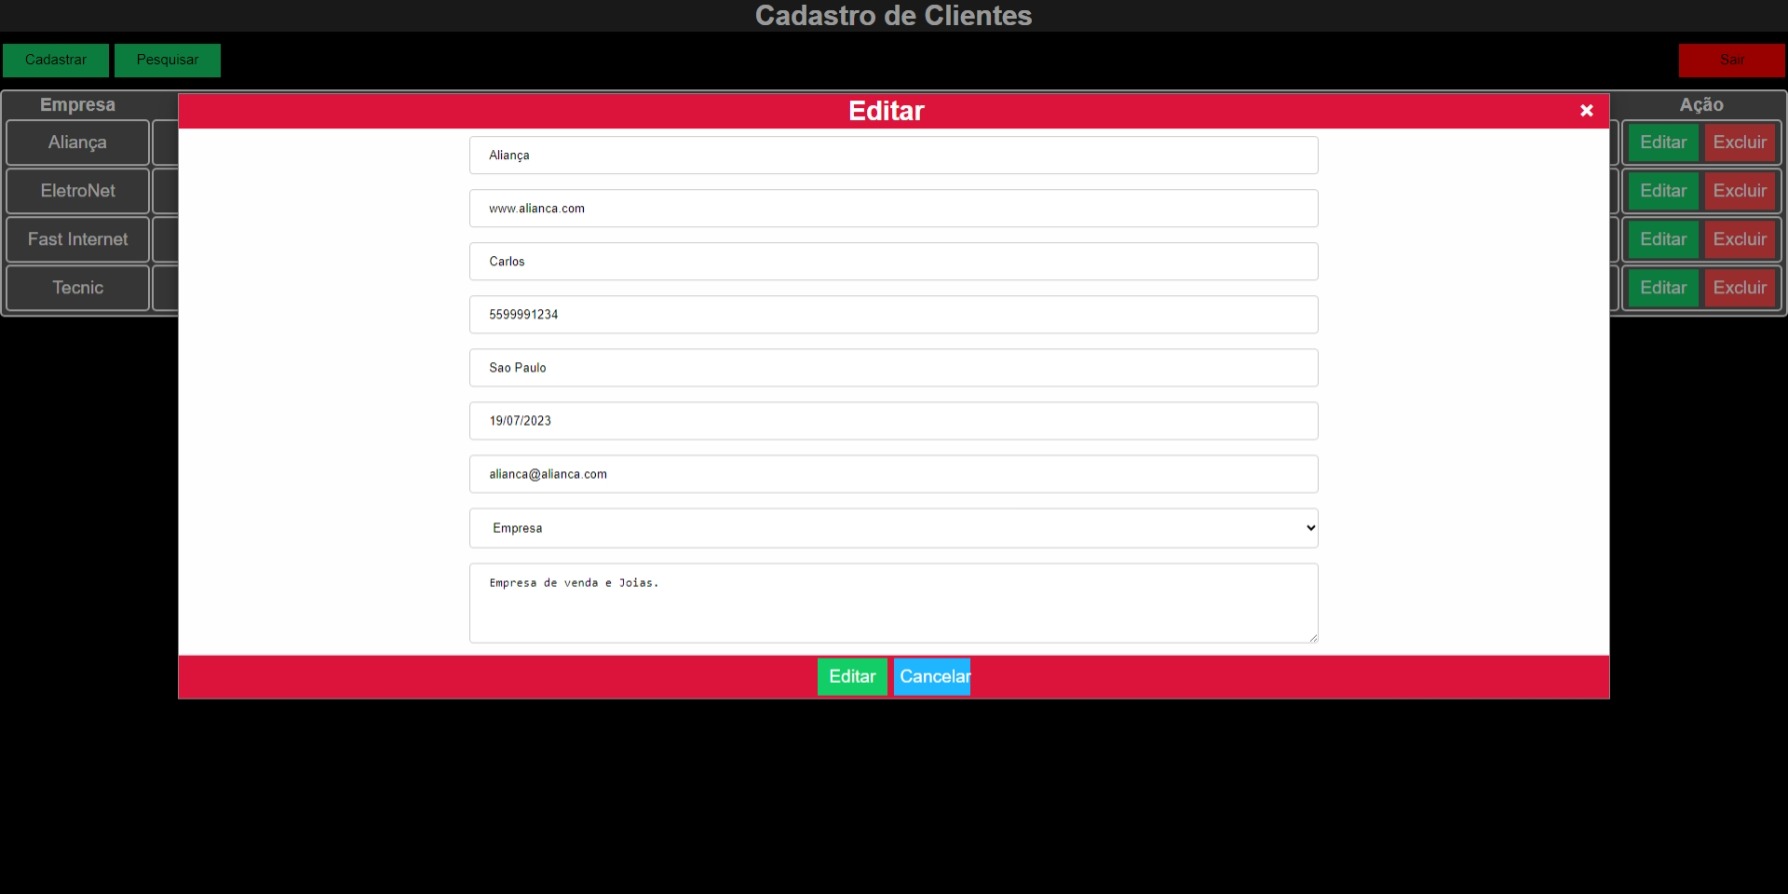 Cadastro de Clientes
Cadastrar Pesquisar Sair
Empresa Ação
Editar ×
Aliança Editar Excluir
EletroNet Editar Excluir
Fast Internet Editar Excluir
Tecnic Editar Excluir
Aliança
www.alianca.com
Carlos
5599991234
Sao Paulo
19/07/2023
alianca@alianca.com
Empresa
Empresa de venda e Joias.
Editar Cancelar